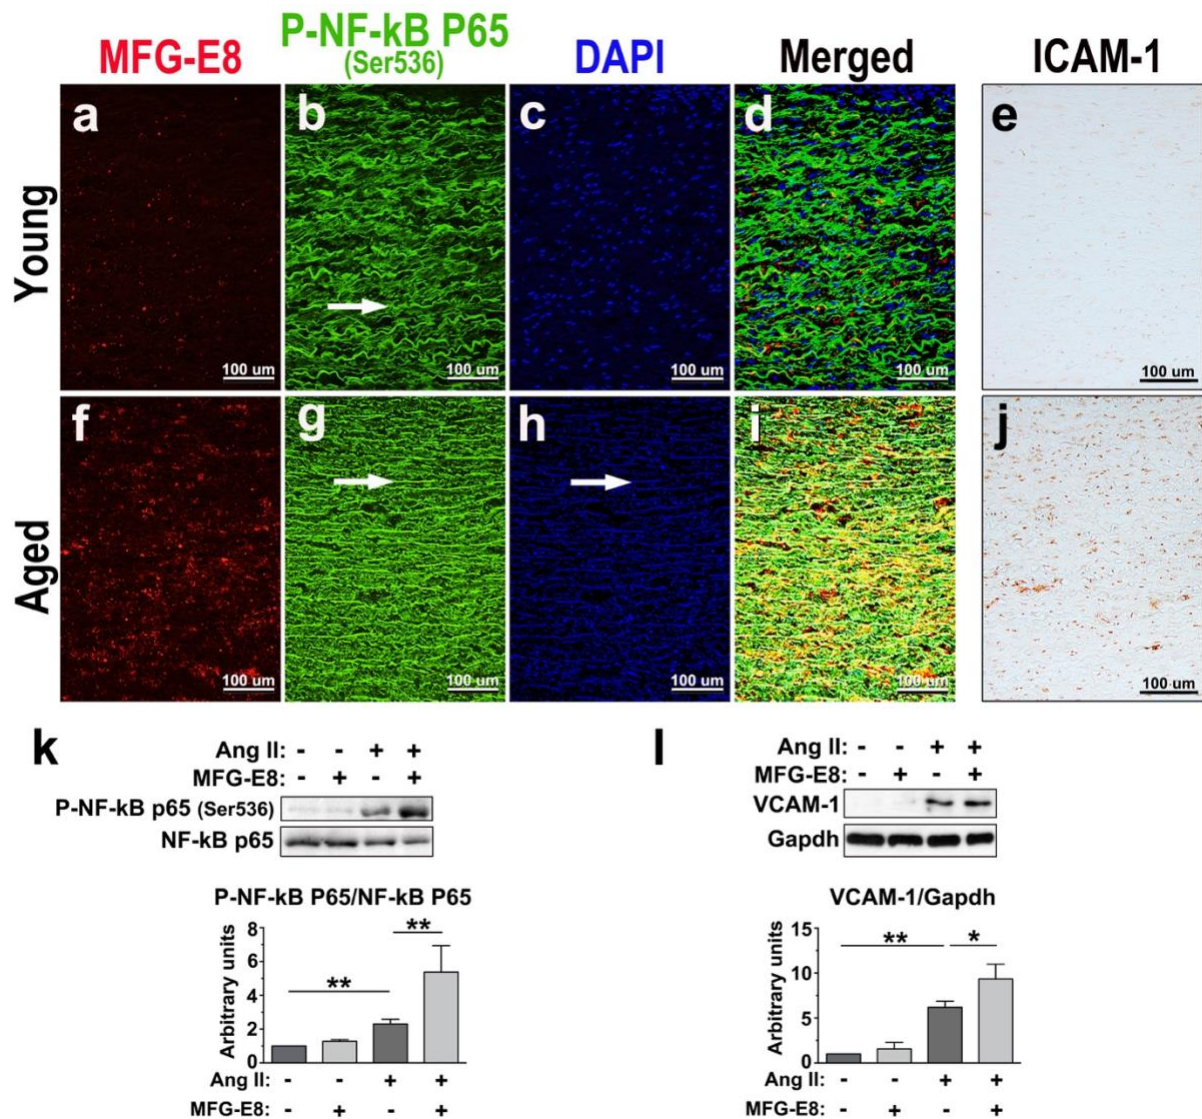 MFG-E8
P-NF-kB P65
(Ser536)
DAPI
Merged
ICAM-1
Young
a
b
c
d
e
100 um
100 um
100 um
100 um
100 um
Aged
f
g
h
i
j
100 um
100 um
100 um
100 um
100 um
k
Ang II: - - + +
MFG-E8: - + - +
P-NF-kB p65 (Ser536)
NF-kB p65
P-NF-kB P65/NF-kB P65
Arbitrary units
8
6
4
2
0
**
**
Ang II: - - + +
MFG-E8: - + - +
l
Ang II: - - + +
MFG-E8: - + - +
VCAM-1
Gapdh
VCAM-1/Gapdh
Arbitrary units
15
10
5
0
**
*
Ang II: - - + +
MFG-E8: - + - +